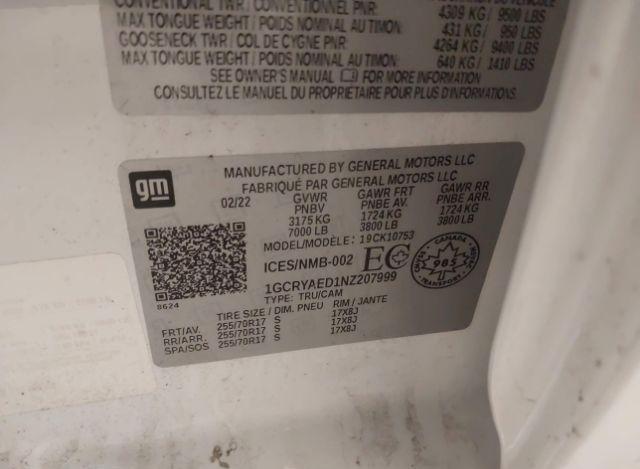 CONVENTIONAL TWR / CONVENTIONNEL PNR: 4309 KG / 9500 LBS
MAX TONGUE WEIGHT / POIDS NOMINAL AU TIMON: 431 KG / 950 LBS
GOOSENECK TWR / COL DE CYGNE PNR: 4264 KG / 9400 LBS
MAX TONGUE WEIGHT / POIDS NOMINAL AU TIMON: 640 KG / 1410 LBS
SEE OWNER'S MANUAL FOR MORE INFORMATION
CONSULTEZ LE MANUEL DU PROPRIÉTAIRE POUR PLUS D'INFORMATIONS
gm
MANUFACTURED BY GENERAL MOTORS LLC
FABRIQUÉ PAR GENERAL MOTORS LLC
02/22 GVWR GAWR FRT GAWR RR
PNBV PNBE AV. PNBE ARR.
3175 KG 1724 KG 1724 KG
7000 LB 3800 LB 3800 LB
MODEL/MODÈLE: 19CK10753
ICES/NMB-002 EC 985
1GCRYAED1NZ207999
8624
TYPE: TRU/CAM
TIRE SIZE / DIM. PNEU RIM / JANTE
FRT/AV. 255/70R17 S 17X8J
RR/ARR. 255/70R17 S 17X8J
SPA/SOS 255/70R17 S 17X8J